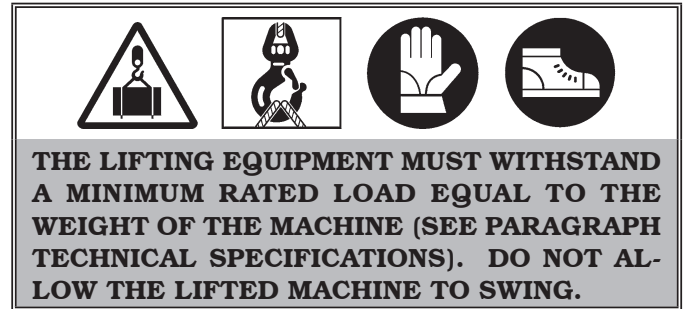 THE LIFTING EQUIPMENT MUST WITHSTAND
A MINIMUM RATED LOAD EQUAL TO THE
WEIGHT OF THE MACHINE (SEE PARAGRAPH
TECHNICAL SPECIFICATIONS). DO NOT AL-
LOW THE LIFTED MACHINE TO SWING.